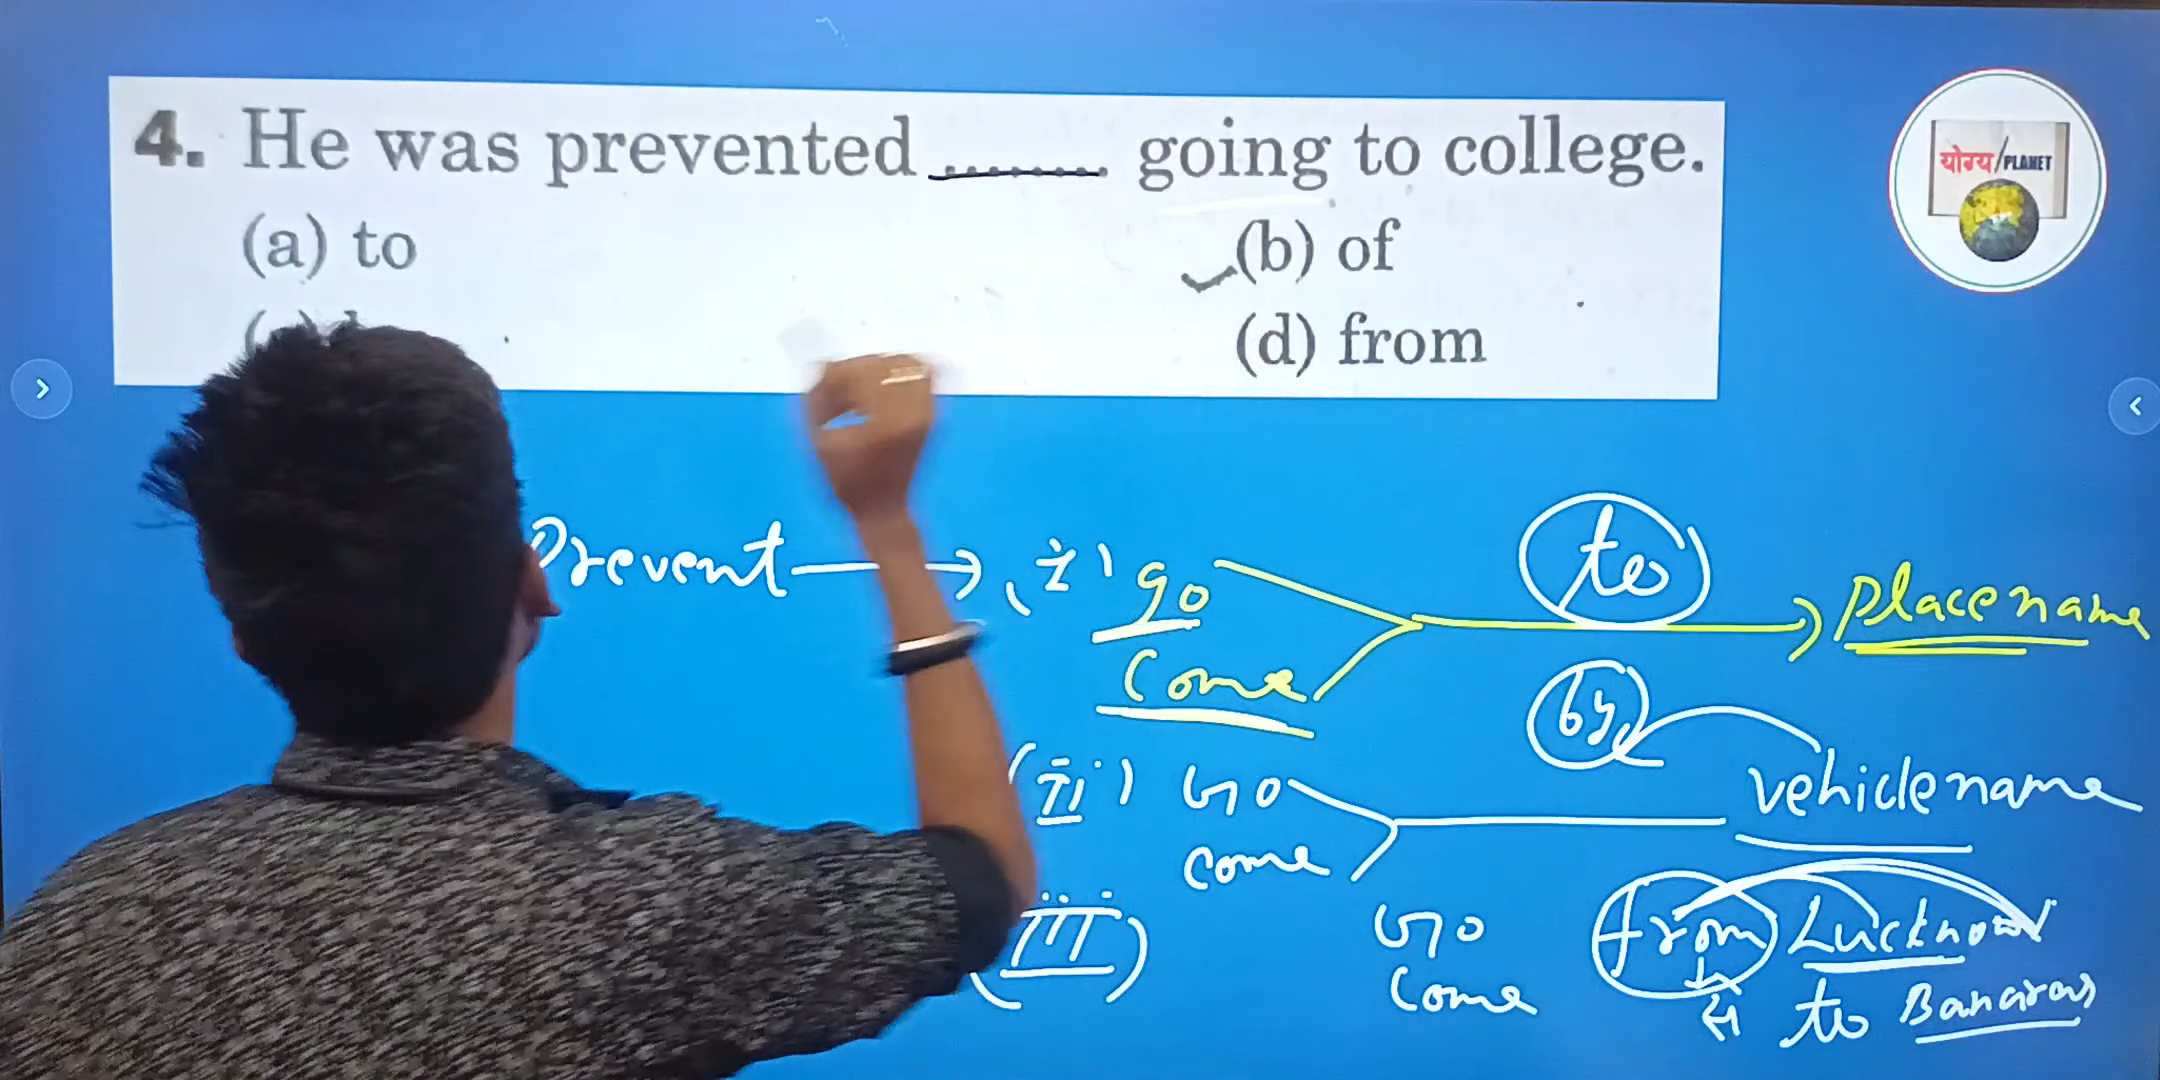 4. He was prevented ........ going to college.
(a) to
(b) of
(d) from
योग्य/PLANET
Prevent → (i) go
come
to
place name
by
(ii) go
come
vehicle name
(iii)
go
come
from Lucknow
से to Banaras